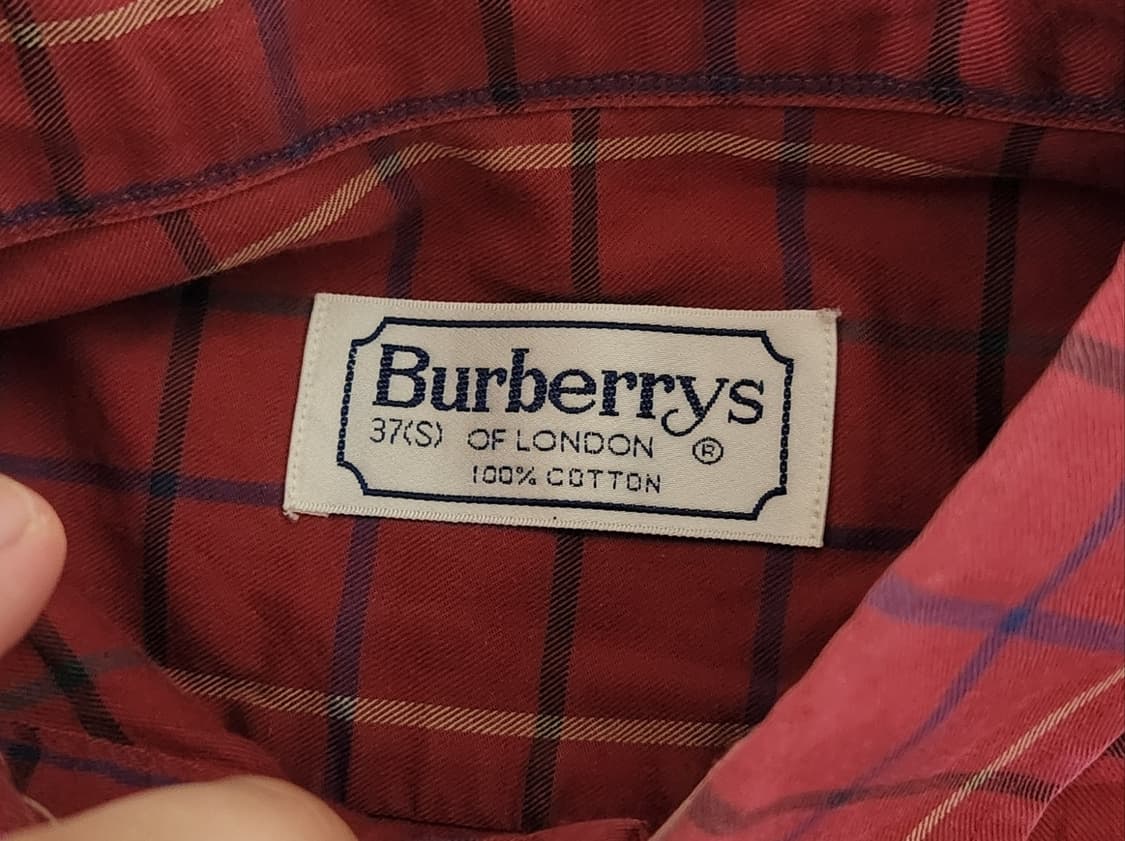 Burberrys
37(S) OF LONDON ®
100% COTTON